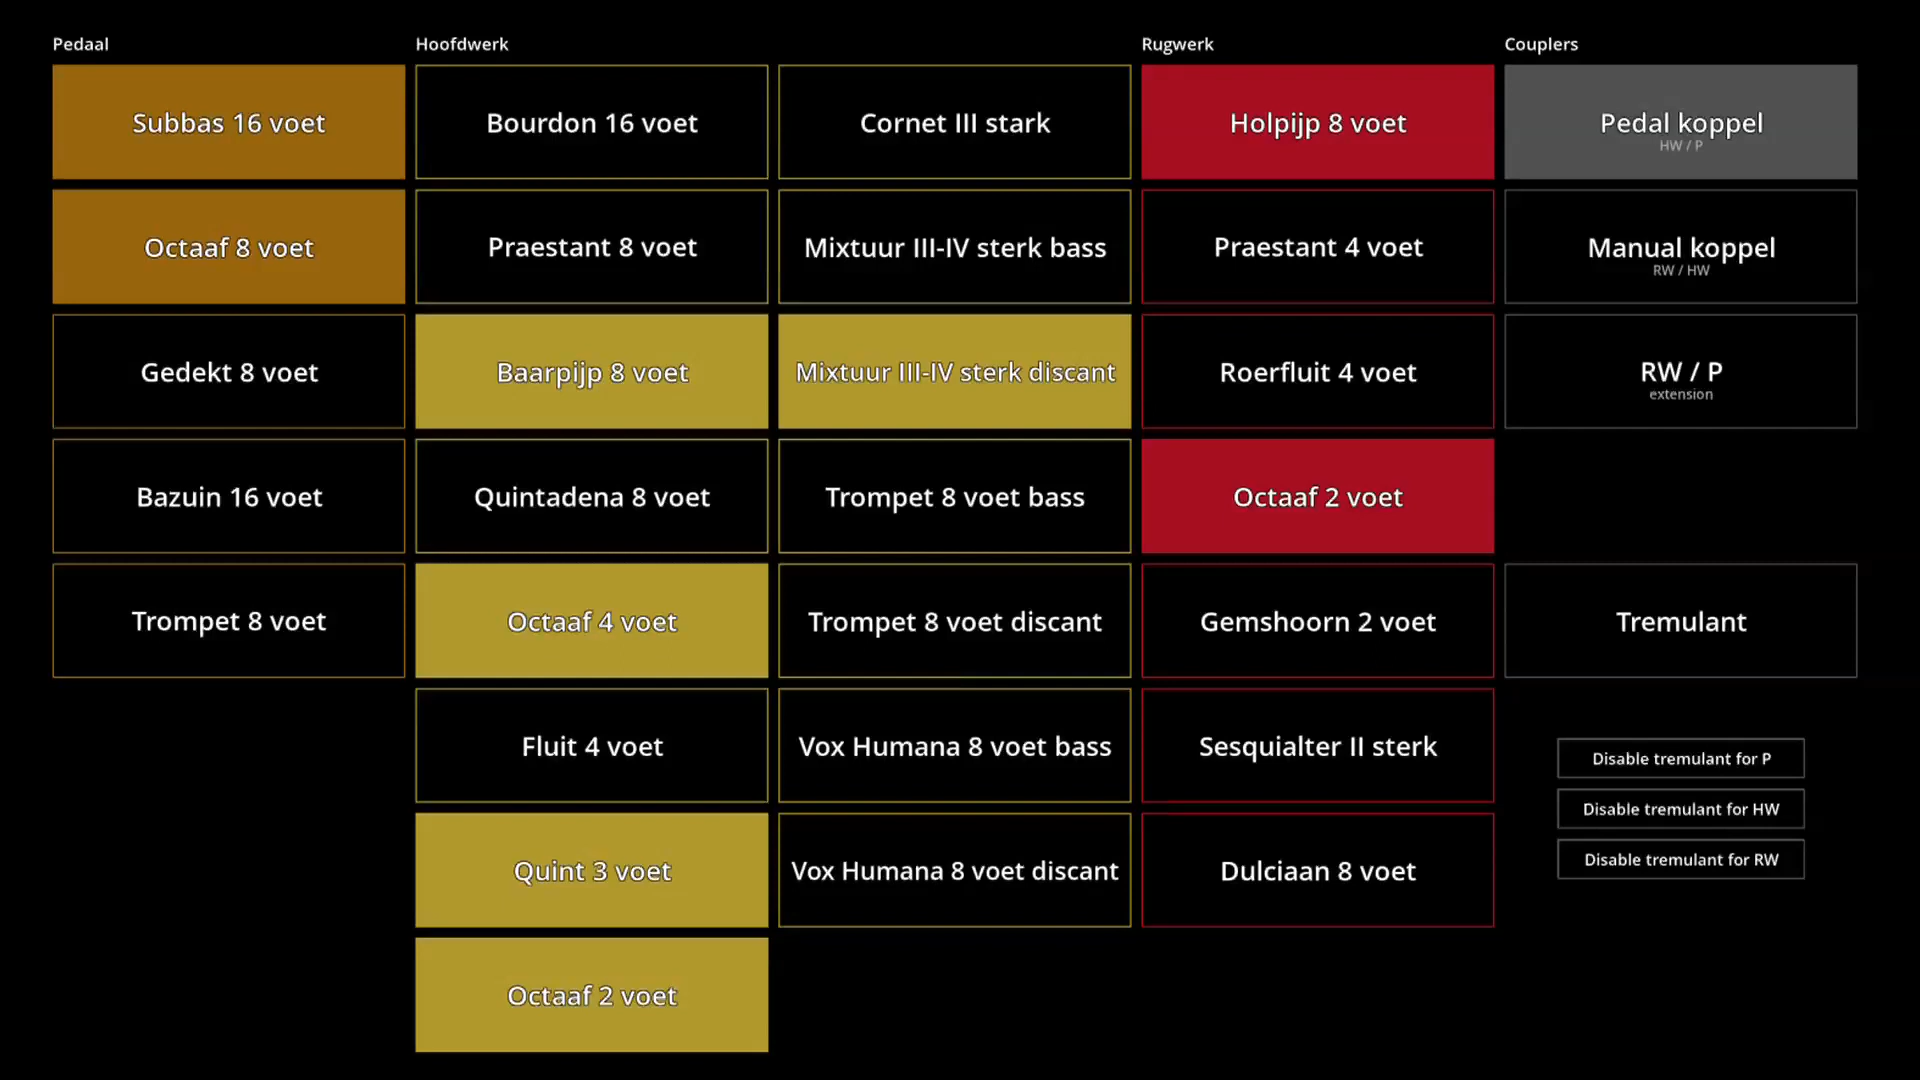 Pedaal
Subbas 16 voet
Octaaf 8 voet
Gedekt 8 voet
Bazuin 16 voet
Trompet 8 voet
Hoofdwerk
Bourdon 16 voet
Praestant 8 voet
Baarpijp 8 voet
Quintadena 8 voet
Octaaf 4 voet
Fluit 4 voet
Quint 3 voet
Octaaf 2 voet
Cornet III stark
Mixtuur III-IV sterk bass
Mixtuur III-IV sterk discant
Trompet 8 voet bass
Trompet 8 voet discant
Vox Humana 8 voet bass
Vox Humana 8 voet discant
Rugwerk
Holpijp 8 voet
Praestant 4 voet
Roerfluit 4 voet
Octaaf 2 voet
Gemshoorn 2 voet
Sesquialter II sterk
Dulciaan 8 voet
Couplers
Pedal koppel
HW / P
Manual koppel
RW / HW
RW / P
extension
Tremulant
Disable tremulant for P
Disable tremulant for HW
Disable tremulant for RW